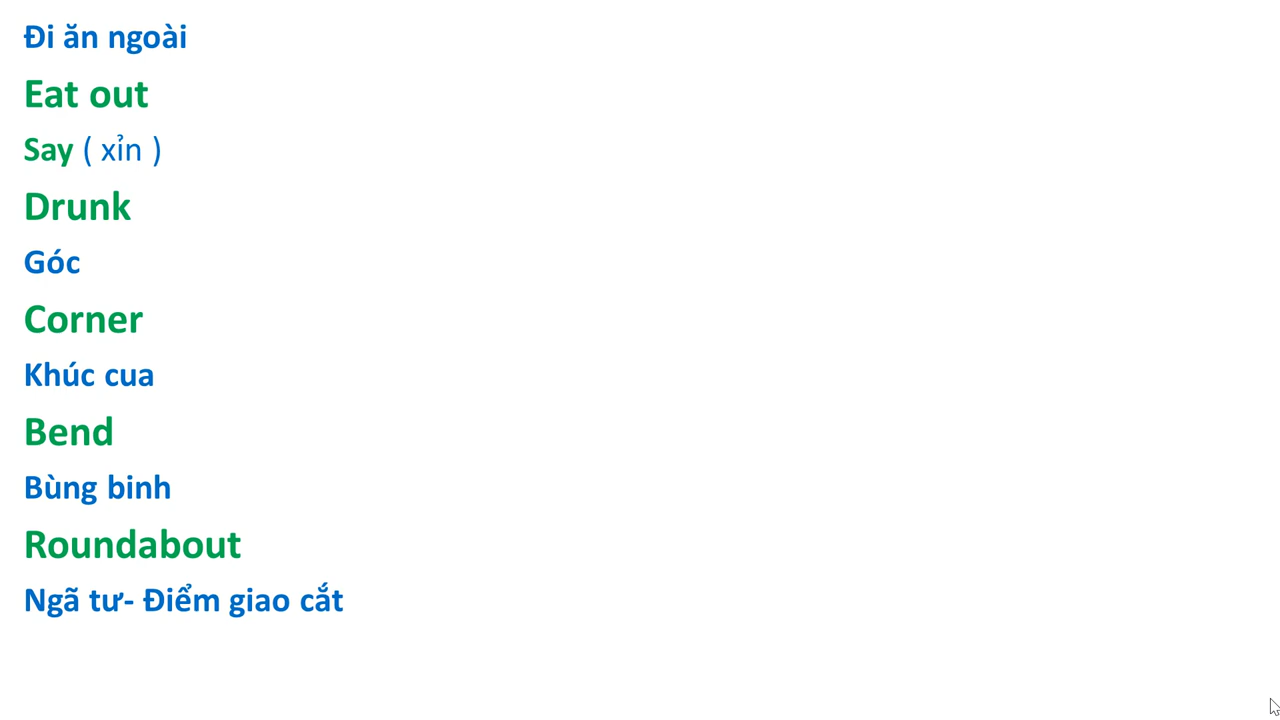 Đi ăn ngoài
Eat out
Say ( xỉn )
Drunk
Góc
Corner
Khúc cua
Bend
Bùng binh
Roundabout
Ngã tư- Điểm giao cắt